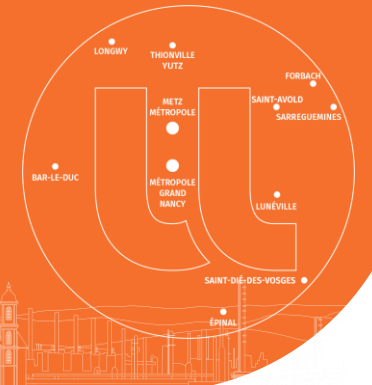 LONGWY
THIONVILLE
YUTZ
FORBACH
METZ
MÉTROPOLE
SAINT-AVOLD
SARREGUEMINES
BAR-LE-DUC
MÉTROPOLE
GRAND
NANCY
LUNÉVILLE
SAINT-DIÉ-DES-VOSGES
ÉPINAL